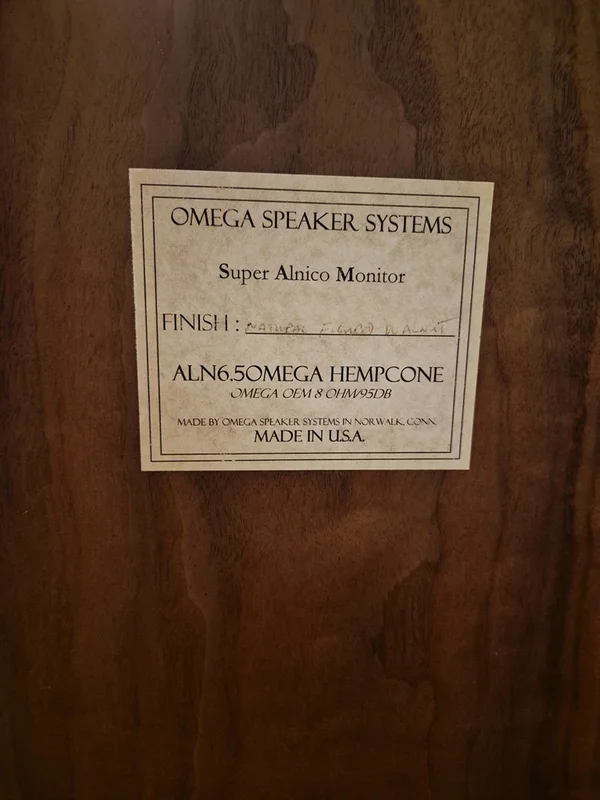 OMEGA SPEAKER SYSTEMS
Super Alnico Monitor
FINISH : NATURAL FIGURED WALNUT
ALN6.5OMEGA HEMPCONE
OMEGA OEM 8 OHM/95DB
MADE BY OMEGA SPEAKER SYSTEMS IN NORWALK, CONN.
MADE IN U.S.A.